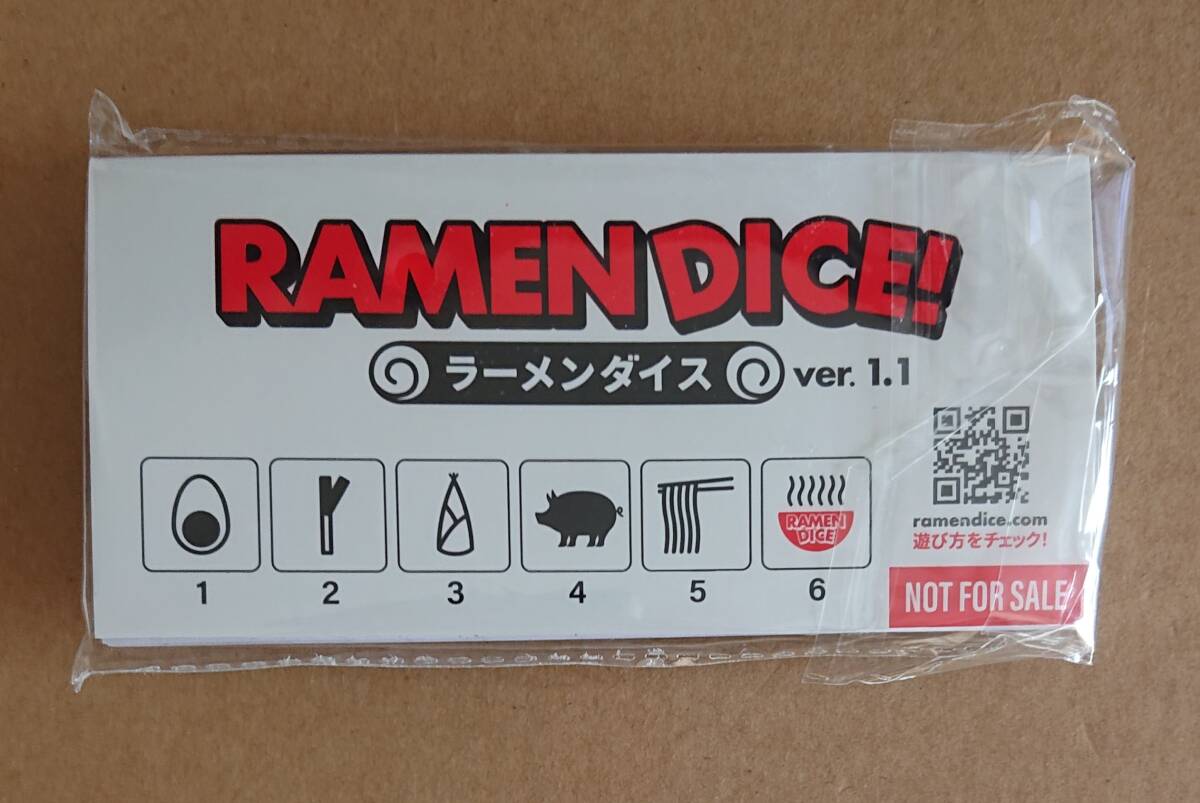 RAMEN DICE!
ラーメンダイス ver. 1.1
RAMEN
DICE!
1 2 3 4 5 6
ramendice.com
遊び方をチェック!
NOT FOR SALE